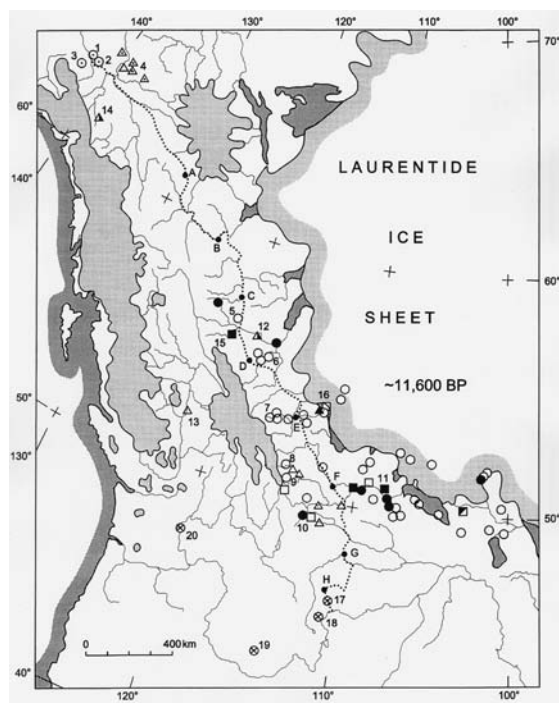 140° 130° 120° 110° 100°
70°
3 1 2 4
60°
14
LAURENTIDE
140°
A
ICE
B
60°
C
5
SHEET
12
15
6
D
50°
~11,600 BP
16
7
13
E
130°
8
9
F
11
10
50°
20
G
H
17
18
0 400 km
19
40°
120° 110° 100°